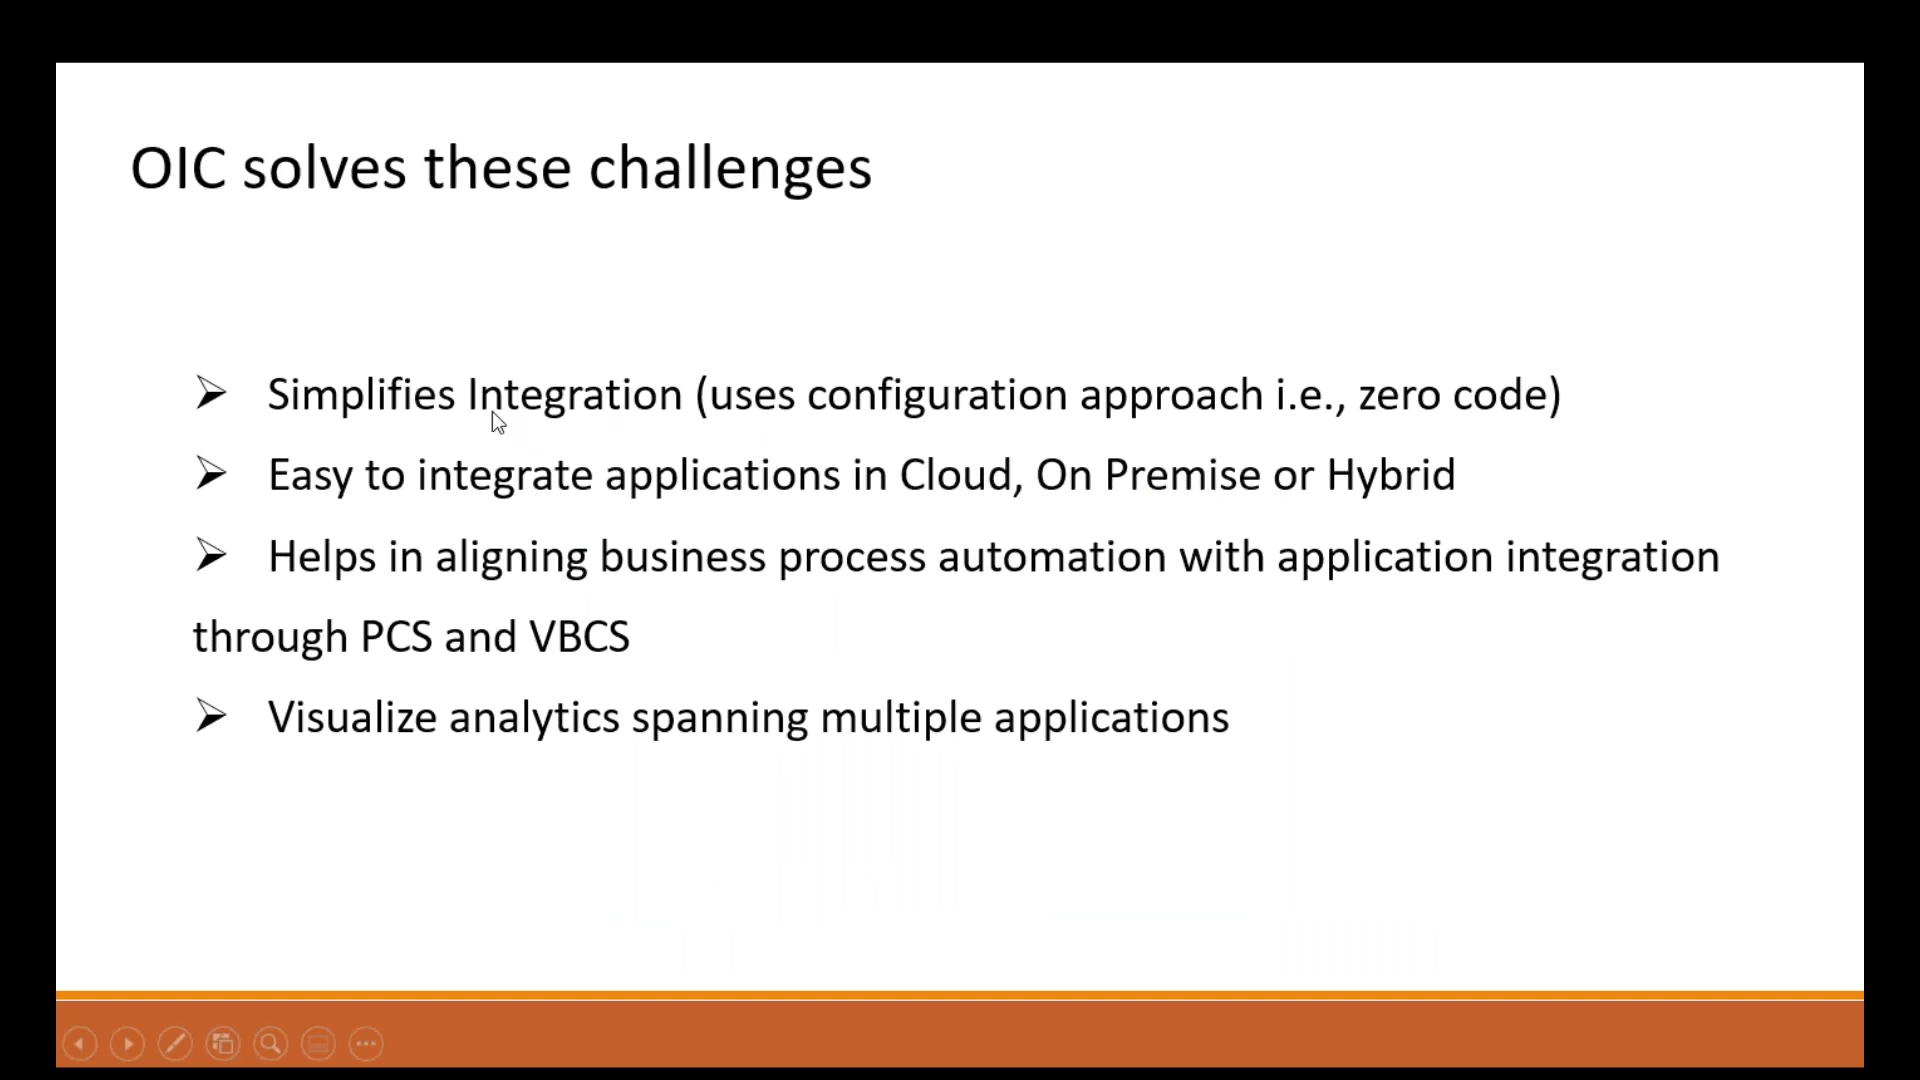 OIC solves these challenges
Simplifies Integration (uses configuration approach i.e., zero code)
Easy to integrate applications in Cloud, On Premise or Hybrid
Helps in aligning business process automation with application integration
through PCS and VBCS
Visualize analytics spanning multiple applications